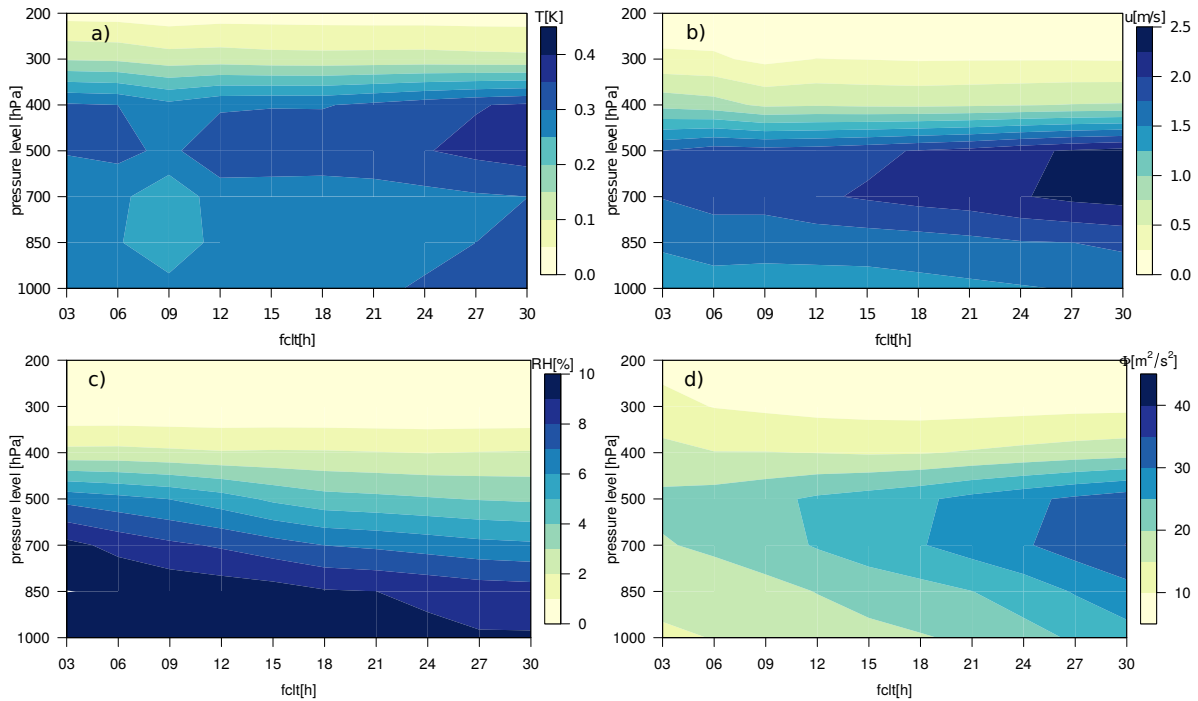 a)
T[K]
200
300
400
500
700
850
1000
pressure level [hPa]
03 06 09 12 15 18 21 24 27 30
fclt[h]
0.4
0.3
0.2
0.1
0.0
b)
u[m/s]
200
300
400
500
700
850
1000
pressure level [hPa]
03 06 09 12 15 18 21 24 27 30
fclt[h]
2.5
2.0
1.5
1.0
0.5
0.0
c)
RH[%]
200
300
400
500
700
850
1000
pressure level [hPa]
03 06 09 12 15 18 21 24 27 30
fclt[h]
10
8
6
4
2
0
d)
Φ[m²/s²]
200
300
400
500
700
850
1000
pressure level [hPa]
03 06 09 12 15 18 21 24 27 30
fclt[h]
40
30
20
10